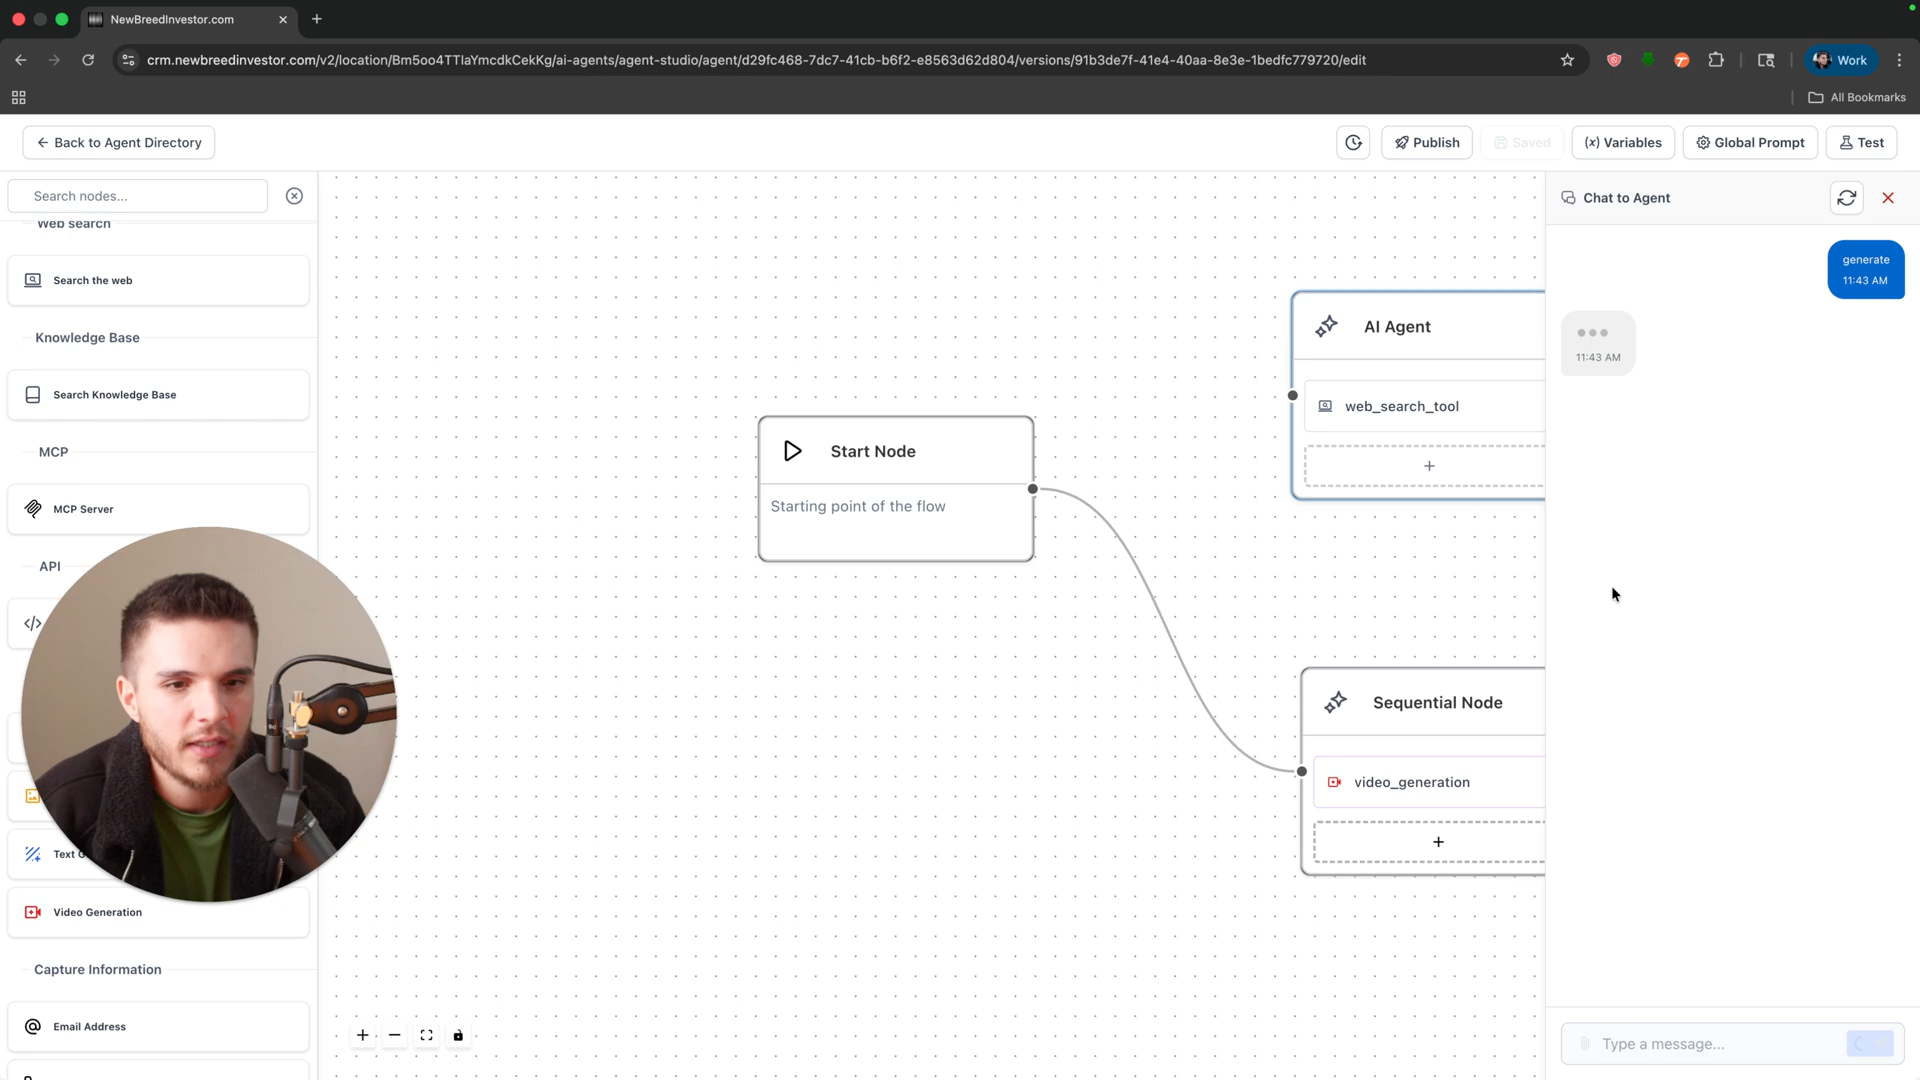 NewBreedInvestor.com
crm.newbreedinvestor.com/v2/location/Bm5oo4TTIaYmcdkCekKg/ai-agents/agent-studio/agent/d29fc468-7dc7-41cb-b6f2-e8563d62d804/versions/91b3de7f-41e4-40aa-8e3e-1bedfc779720/edit
Work
All Bookmarks
Back to Agent Directory
Publish
Saved
(x) Variables
Global Prompt
Test
Search nodes...
Web search
Search the web
Knowledge Base
Search Knowledge Base
MCP
MCP Server
API
Text G
Video Generation
Capture Information
Email Address
Start Node
Starting point of the flow
AI Agent
web_search_tool
Sequential Node
video_generation
Chat to Agent
generate
11:43 AM
11:43 AM
Type a message...